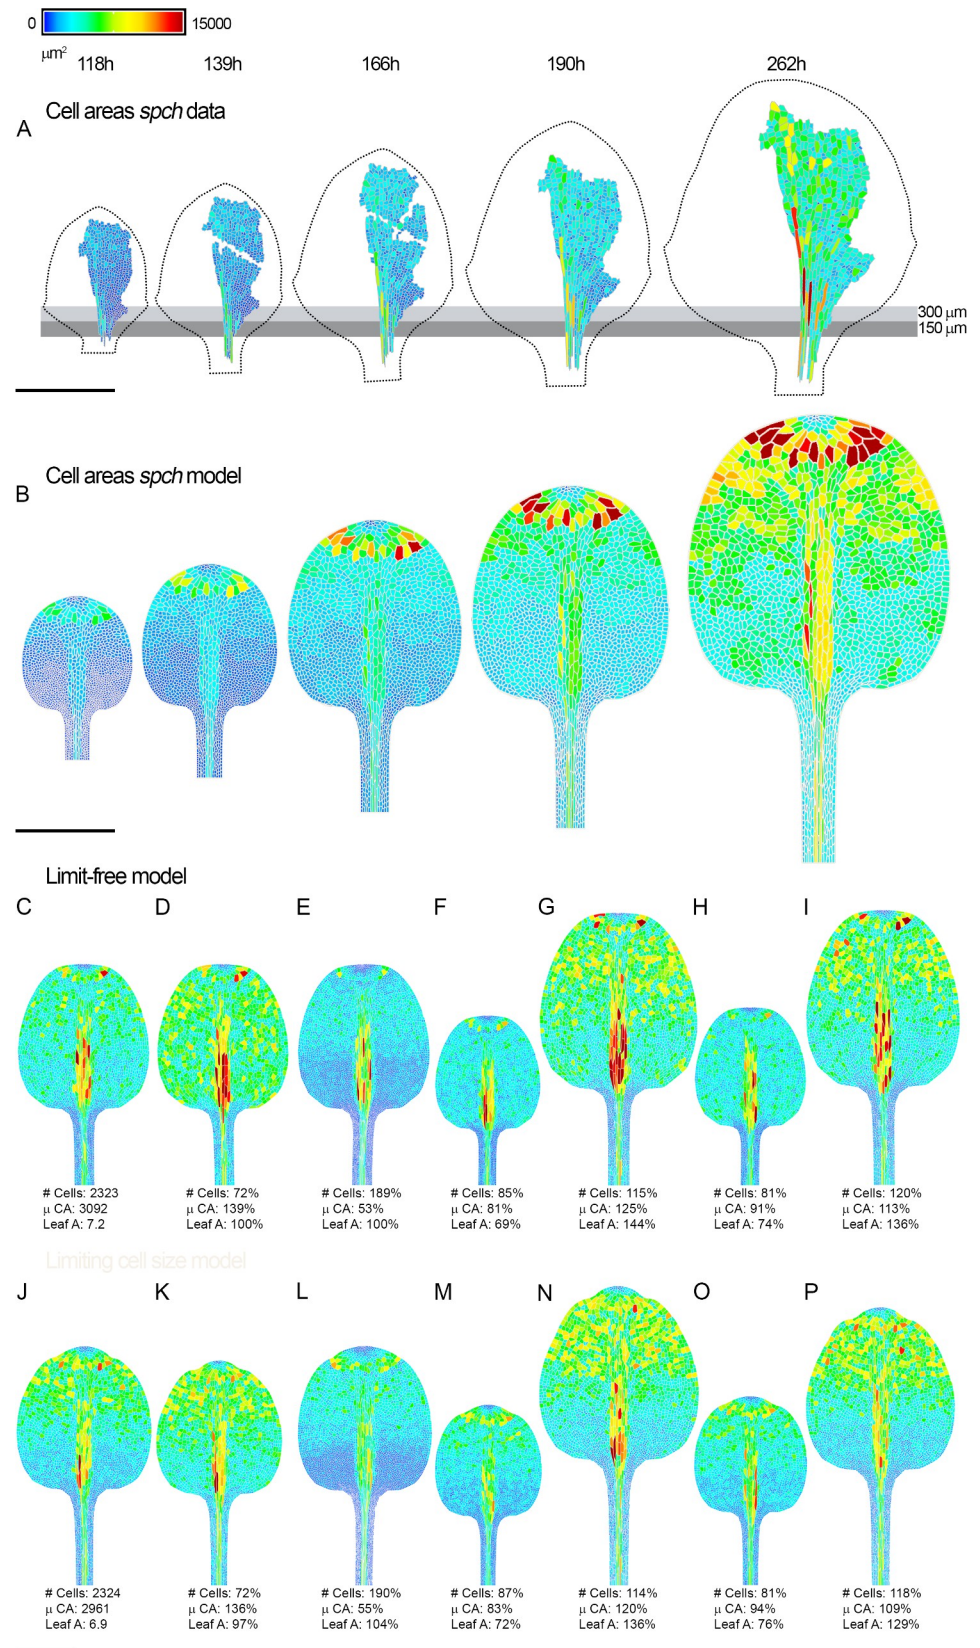 0 15000
μm²
118h 139h 166h 190h 262h
A Cell areas spch data
300 μm
150 μm
B Cell areas spch model
Limit-free model
C D E F G H I
# Cells: 2323 # Cells: 72% # Cells: 189% # Cells: 85% # Cells: 115% # Cells: 81% # Cells: 120%
μ CA: 3092 μ CA: 139% μ CA: 53% μ CA: 81% μ CA: 125% μ CA: 91% μ CA: 113%
Leaf A: 7.2 Leaf A: 100% Leaf A: 100% Leaf A: 69% Leaf A: 144% Leaf A: 74% Leaf A: 136%
Limiting cell size model
J K L M N O P
# Cells: 2324 # Cells: 72% # Cells: 190% # Cells: 87% # Cells: 114% # Cells: 81% # Cells: 118%
μ CA: 2961 μ CA: 136% μ CA: 55% μ CA: 83% μ CA: 120% μ CA: 94% μ CA: 109%
Leaf A: 6.9 Leaf A: 97% Leaf A: 104% Leaf A: 72% Leaf A: 136% Leaf A: 76% Leaf A: 129%